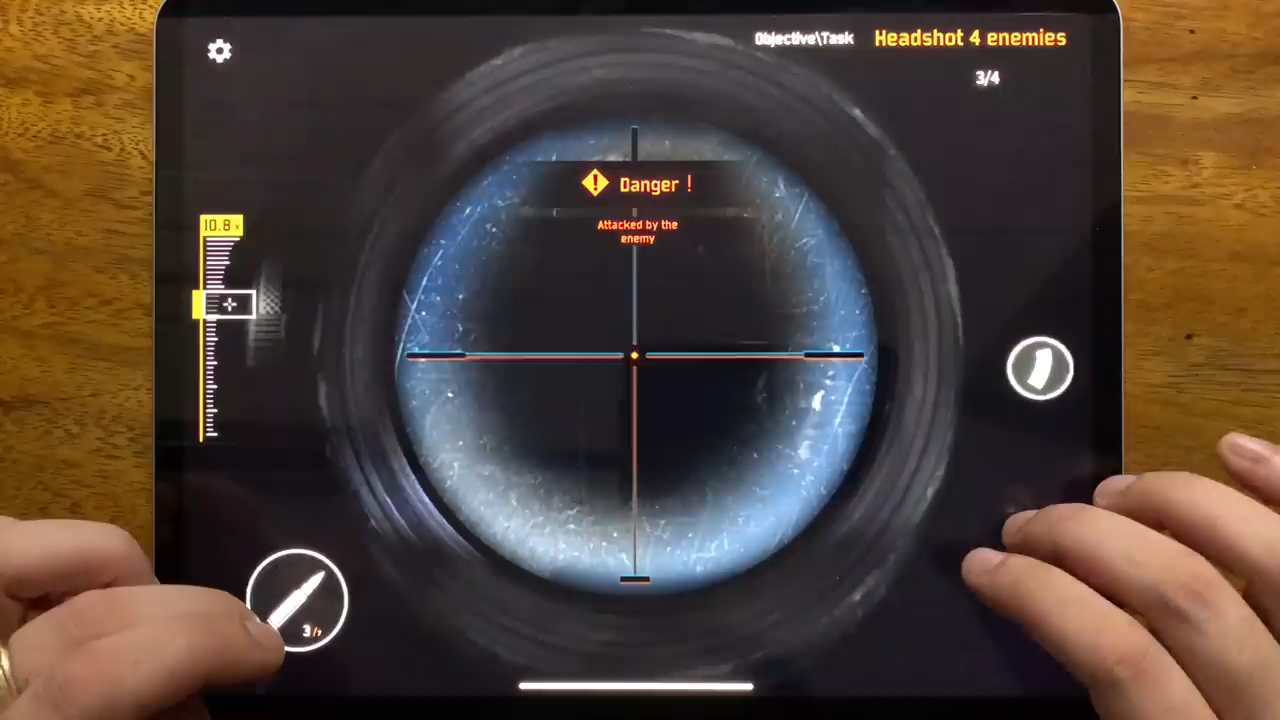 Objective\Task Headshot 4 enemies
3/4
Danger !
Attacked by the
enemy
10.8 x
3/7